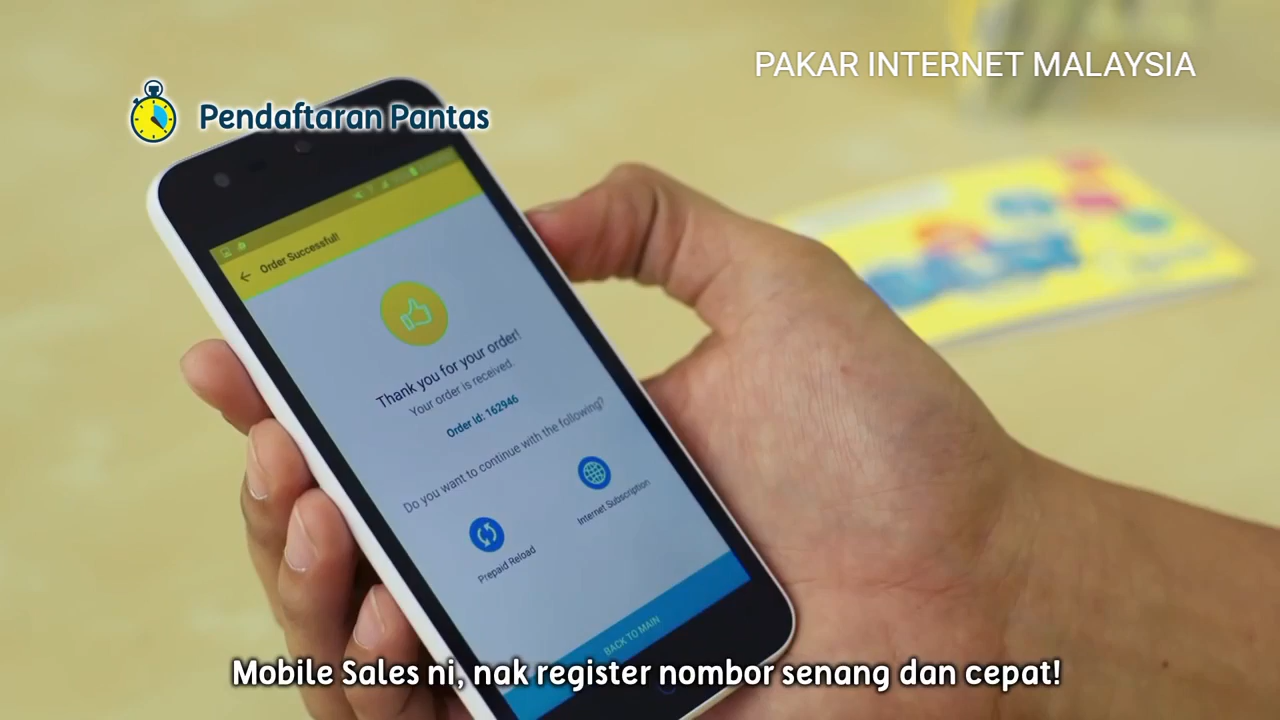 PAKAR INTERNET MALAYSIA
Pendaftaran Pantas
Order Successful!
Thank you for your order!
Your order is received.
Order id: 162946
Do you want to continue with the following?
Prepaid Reload
Internet Subscription
BACK TO MAIN
Mobile Sales ni, nak register nombor senang dan cepat!